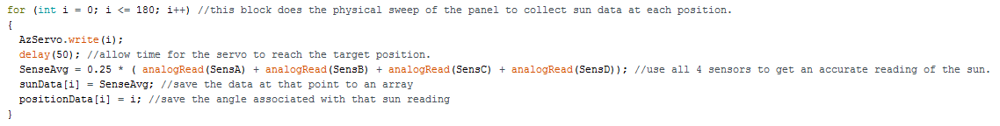 for (int i = 0; i <= 180; i++) //this block does the physical sweep of the panel to collect sun data at each position.
{
  AzServo.write(i);
  delay(50); //allow time for the servo to reach the target position.
  SenseAvg = 0.25 * ( analogRead(SensA) + analogRead(SensB) + analogRead(SensC) + analogRead(SensD)); //use all 4 sensors to get an accurate reading of the sun.
  sunData[i] = SenseAvg; //save the data at that point to an array
  positionData[i] = i; //save the angle associated with that sun reading
}